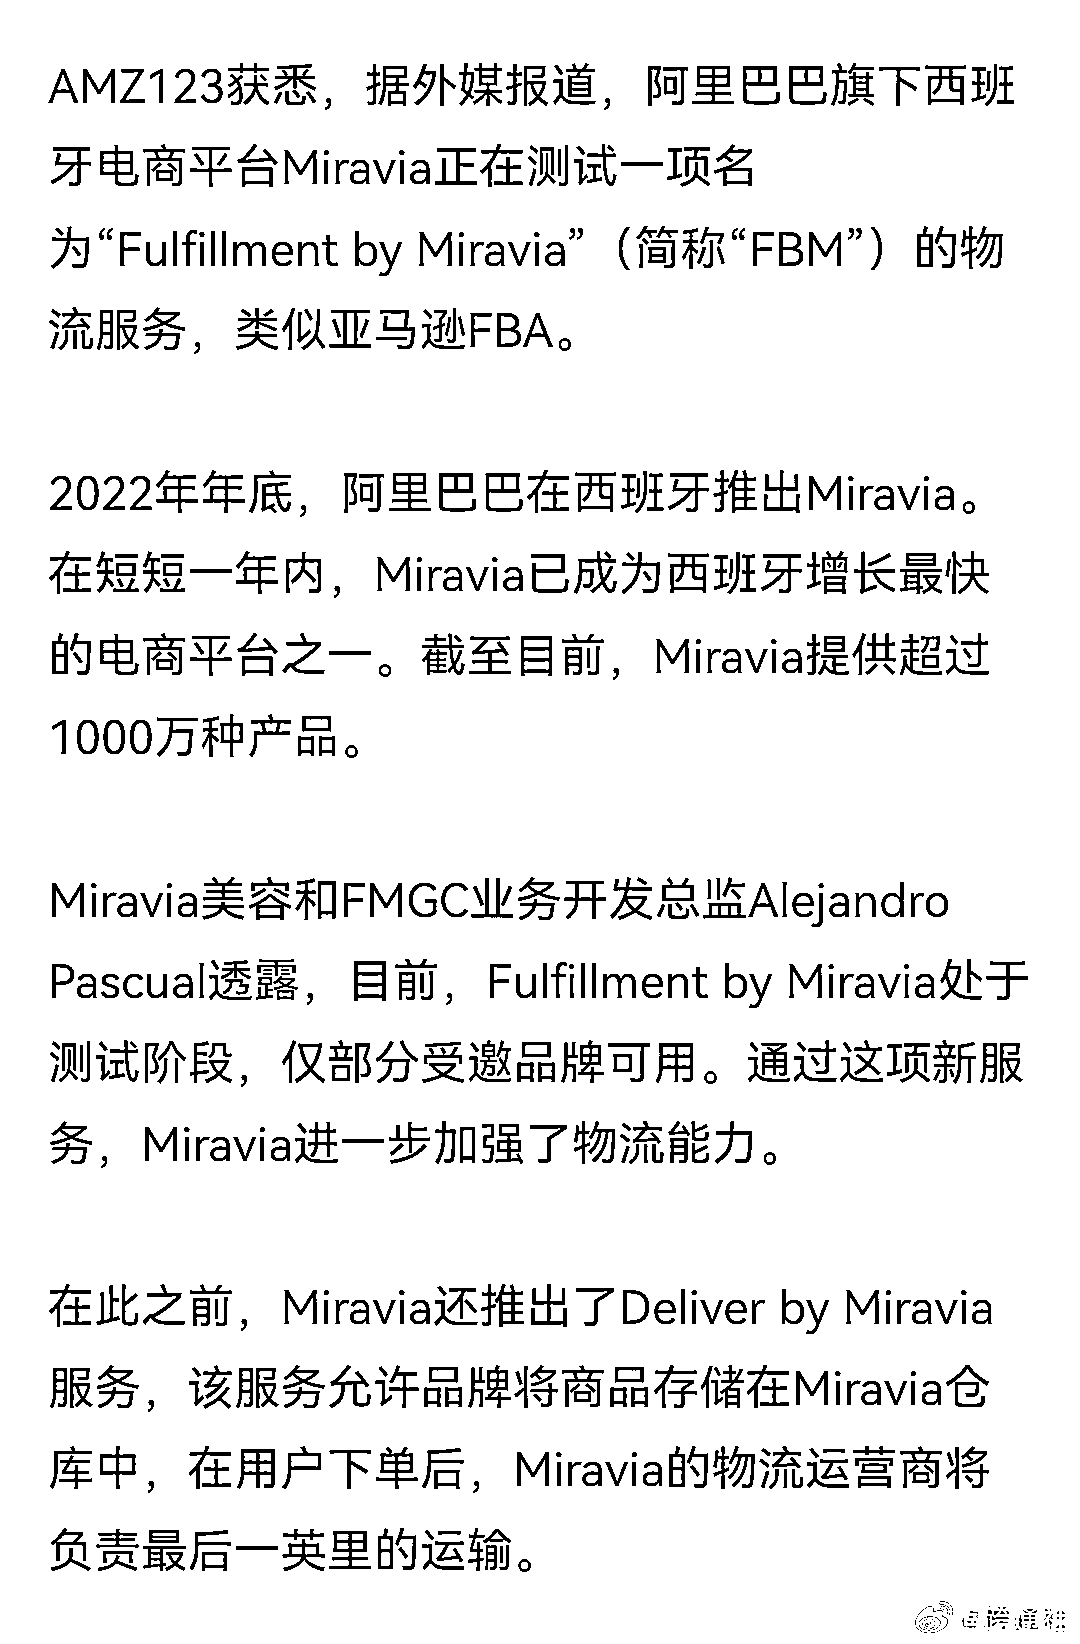 AMZ123获悉，据外媒报道，阿里巴巴旗下西班
牙电商平台Miravia正在测试一项名
为“Fulfillment by Miravia”（简称“FBM”）的物
流服务，类似亚马逊FBA。
2022年年底，阿里巴巴在西班牙推出Miravia。
在短短一年内，Miravia已成为西班牙增长最快
的电商平台之一。截至目前，Miravia提供超过
1000万种产品。
Miravia美容和FMGC业务开发总监Alejandro
Pascual透露，目前，Fulfillment by Miravia处于
测试阶段，仅部分受邀品牌可用。通过这项新服
务，Miravia进一步加强了物流能力。
在此之前，Miravia还推出了Deliver by Miravia
服务，该服务允许品牌将商品存储在Miravia仓
库中，在用户下单后，Miravia的物流运营商将
负责最后一英里的运输。